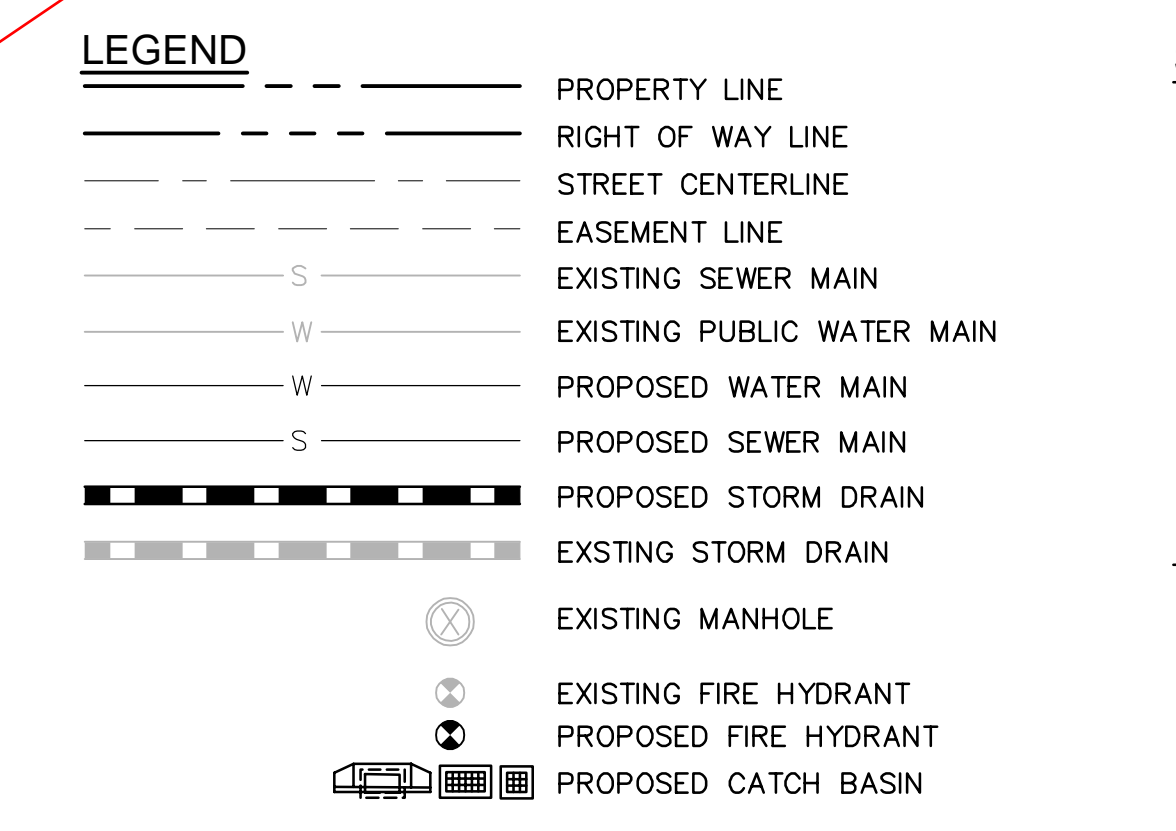 LEGEND
PROPERTY LINE
RIGHT OF WAY LINE
STREET CENTERLINE
EASEMENT LINE
S EXISTING SEWER MAIN
W EXISTING PUBLIC WATER MAIN
W PROPOSED WATER MAIN
S PROPOSED SEWER MAIN
PROPOSED STORM DRAIN
EXSTING STORM DRAIN
EXISTING MANHOLE
EXISTING FIRE HYDRANT
PROPOSED FIRE HYDRANT
PROPOSED CATCH BASIN